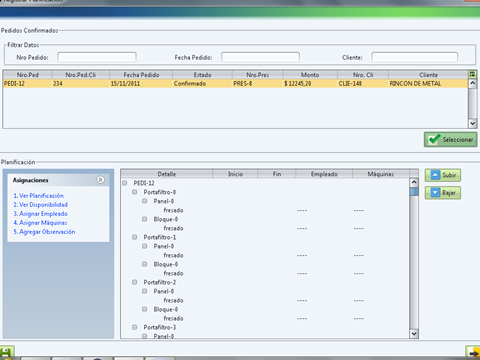 Registrar Planificación
Pedidos Confirmados
Filtrar Datos
Nro Pedido: Fecha Pedido: Cliente:
Nro.Ped Nro.Ped.Cli Fecha Pedido Estado Nro.Pres Monto Nro. Cli Cliente
PEDI-12 234 15/11/2011 Confirmado PRES-8 $ 12245,20 CLIE-148 RINCON DE METAL
Seleccionar
Planificación
Asignaciones
1. Ver Planificación
2. Ver Disponibilidad
3. Asignar Empleado
4. Asignar Máquinas
5. Agregar Observación
Detalle Inicio Fin Empleado Máquinas
PEDI-12
Portafiltro-0
Panel-0
fresado ---- ----
Bloque-0
fresado ---- ----
Portafiltro-1
Panel-0
fresado ---- ----
Bloque-0
fresado ---- ----
Portafiltro-2
Panel-0
fresado ---- ----
Bloque-0
fresado ---- ----
Portafiltro-3
Panel-0
Subir
Bajar